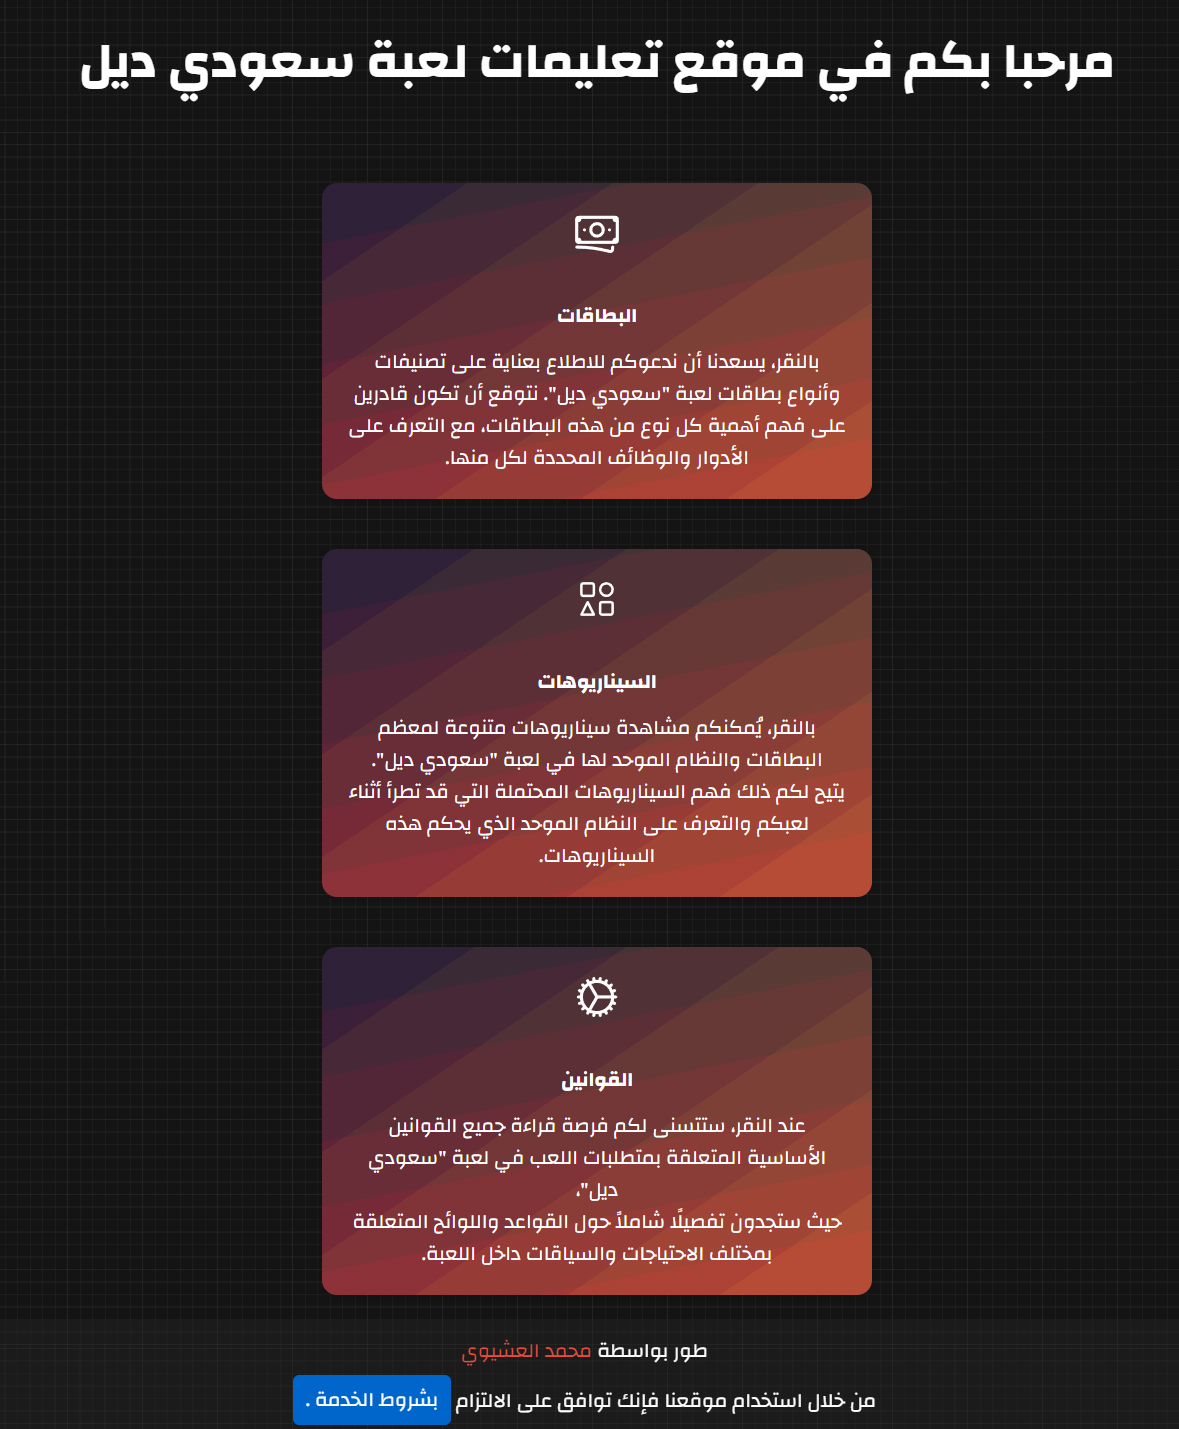 مرحبا بكم في موقع تعليمات لعبة سعودي ديل
البطاقات
بالنقر، يسعدنا أن ندعوكم للاطلاع بعناية على تصنيفات
وأنواع بطاقات لعبة "سعودي ديل". نتوقع أن تكون قادرين
على فهم أهمية كل نوع من هذه البطاقات، مع التعرف على
الأدوار والوظائف المحددة لكل منها.
السيناريوهات
بالنقر، يُمكنكم مشاهدة سيناريوهات متنوعة لمعظم
البطاقات والنظام الموحد لها في لعبة "سعودي ديل".
يتيح لكم ذلك فهم السيناريوهات المحتملة التي قد تطرأ أثناء
لعبكم والتعرف على النظام الموحد الذي يحكم هذه
السيناريوهات.
القوانين
عند النقر، ستتسنى لكم فرصة قراءة جميع القوانين
الأساسية المتعلقة بمتطلبات اللعب في لعبة "سعودي
ديل"،
حيث ستجدون تفصيلًا شاملاً حول القواعد واللوائح المتعلقة
بمختلف الاحتياجات والسياقات داخل اللعبة.
طور بواسطة محمد العشيوي
من خلال استخدام موقعنا فإنك توافق على الالتزام بشروط الخدمة .